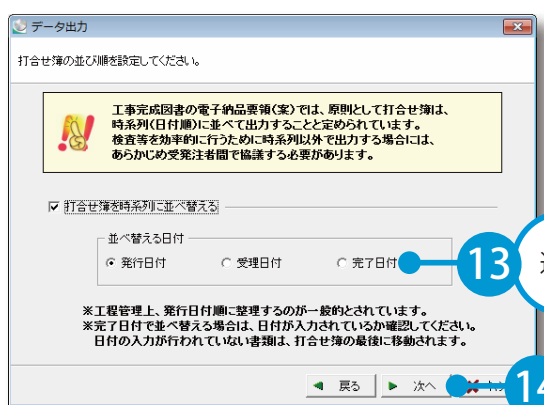 データ出力
打合せ簿の並び順を設定してください。
工事完成図書の電子納品要領(案)では、原則として打合せ簿は、
時系列(日付順)に並べて出力することと定められています。
検査等を効率的に行うために時系列以外で出力する場合には、
あらかじめ受発注者間で協議する必要があります。
打合せ簿を時系列に並べ替える
並べ替える日付
発行日付 受理日付 完了日付
13
※工程管理上、発行日付順に整理するのが一般的とされています。
※完了日付で並べ替える場合は、日付が入力されているか確認してください。
日付の入力が行われていない書類は、打合せ簿の最後に移動されます。
戻る 次へ
14